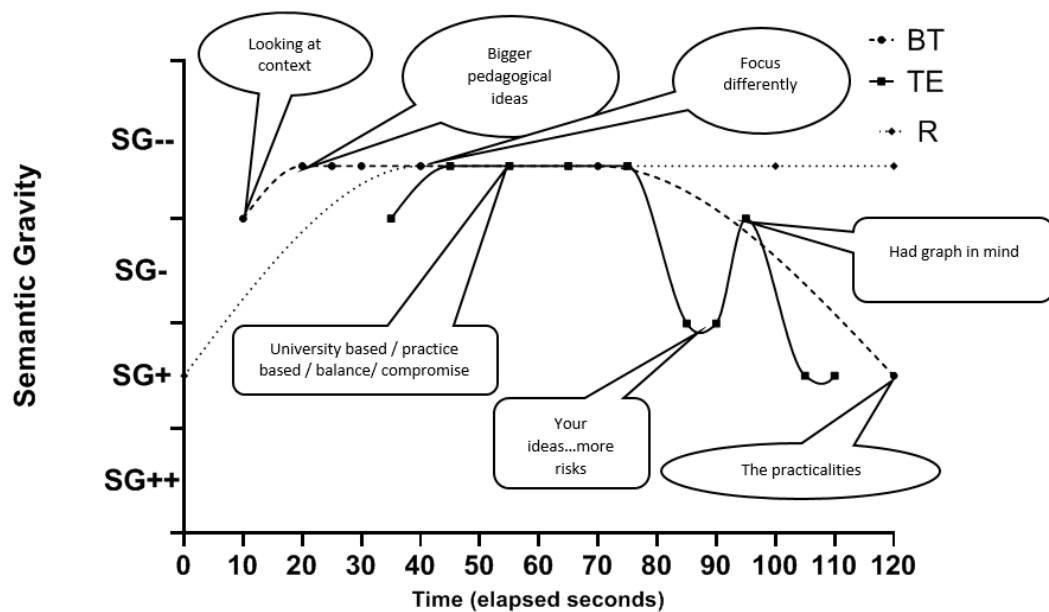 Looking at
context
Bigger
pedagogical
ideas
Focus
differently
BT
TE
R
Semantic Gravity
SG--
SG-
SG+
SG++
Had graph in mind
University based / practice
based / balance/ compromise
Your
ideas...more
risks
The practicalities
0 10 20 30 40 50 60 70 80 90 100 110 120
Time (elapsed seconds)